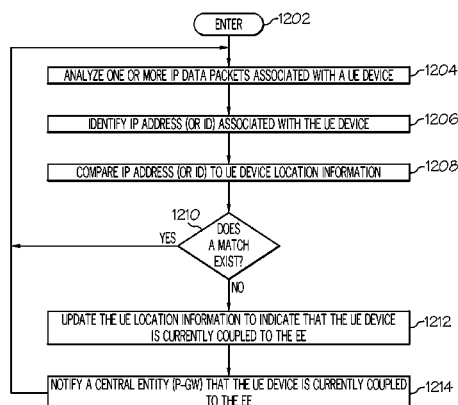 ENTER
1202
ANALYZE ONE OR MORE IP DATA PACKETS ASSOCIATED WITH A UE DEVICE
1204
IDENTIFY IP ADDRESS (OR ID) ASSOCIATED WITH THE UE DEVICE
1206
COMPARE IP ADDRESS (OR ID) TO UE DEVICE LOCATION INFORMATION
1208
1210
DOES
A MATCH
EXIST?
YES
NO
UPDATE THE UE LOCATION INFORMATION TO INDICATE THAT THE UE DEVICE
IS CURRENTLY COUPLED TO THE EE
1212
NOTIFY A CENTRAL ENTITY (P-GW) THAT THE UE DEVICE IS CURRENTLY COUPLED
TO THE EE
1214